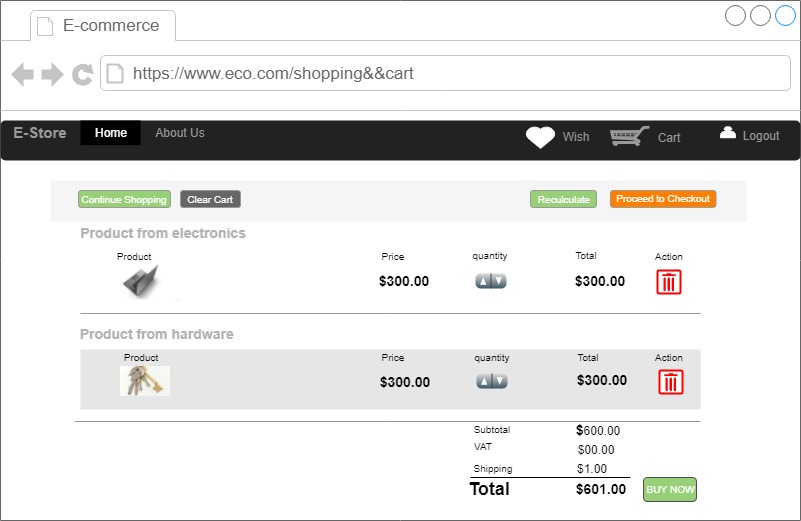 E-commerce
https://www.eco.com/shopping&&cart
E-Store Home About Us Wish Cart Logout
Continue Shopping Clear Cart Reculculate Proceed to Checkout
Product from electronics
Product Price quantity Total Action
$300.00 $300.00
Product from hardware
Product Price quantity Total Action
$300.00 $300.00
Subtotal $600.00
VAT $00.00
Shipping $1.00
Total $601.00 BUY NOW